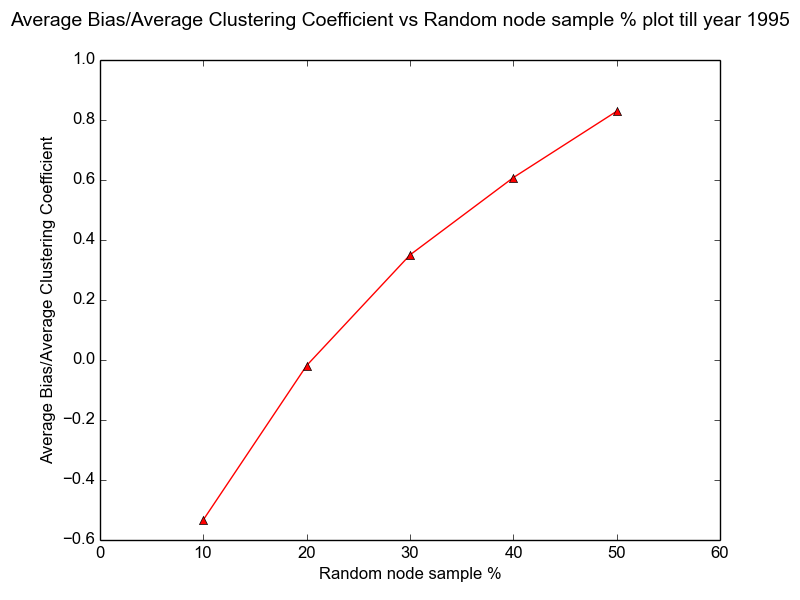 Average Bias/Average Clustering Coefficient vs Random node sample % plot till year 1995
1.0
0.8
0.6
0.4
0.2
0.0
−0.2
−0.4
−0.6
Average Bias/Average Clustering Coefficient
0 10 20 30 40 50 60
Random node sample %